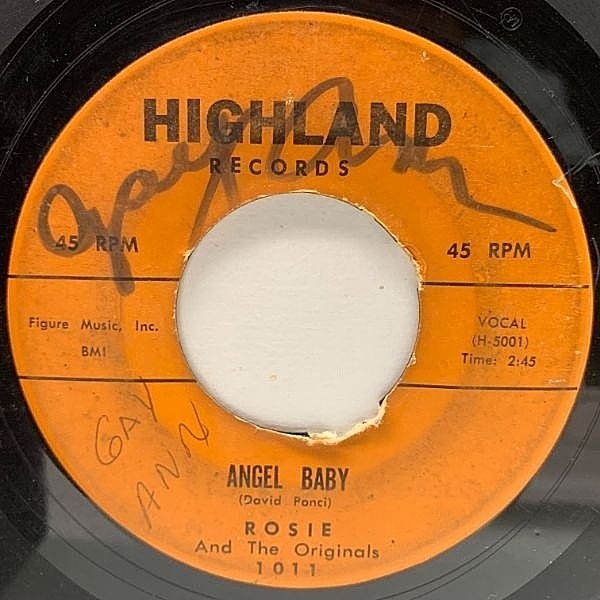 HIGHLAND
RECORDS
45 RPM
45 RPM
Figure Music, Inc.
BMI
VOCAL
(H-5001)
Time: 2:45
GAY
ANN
ANGEL BABY
(David Ponci)
ROSIE
And The Originals
1011